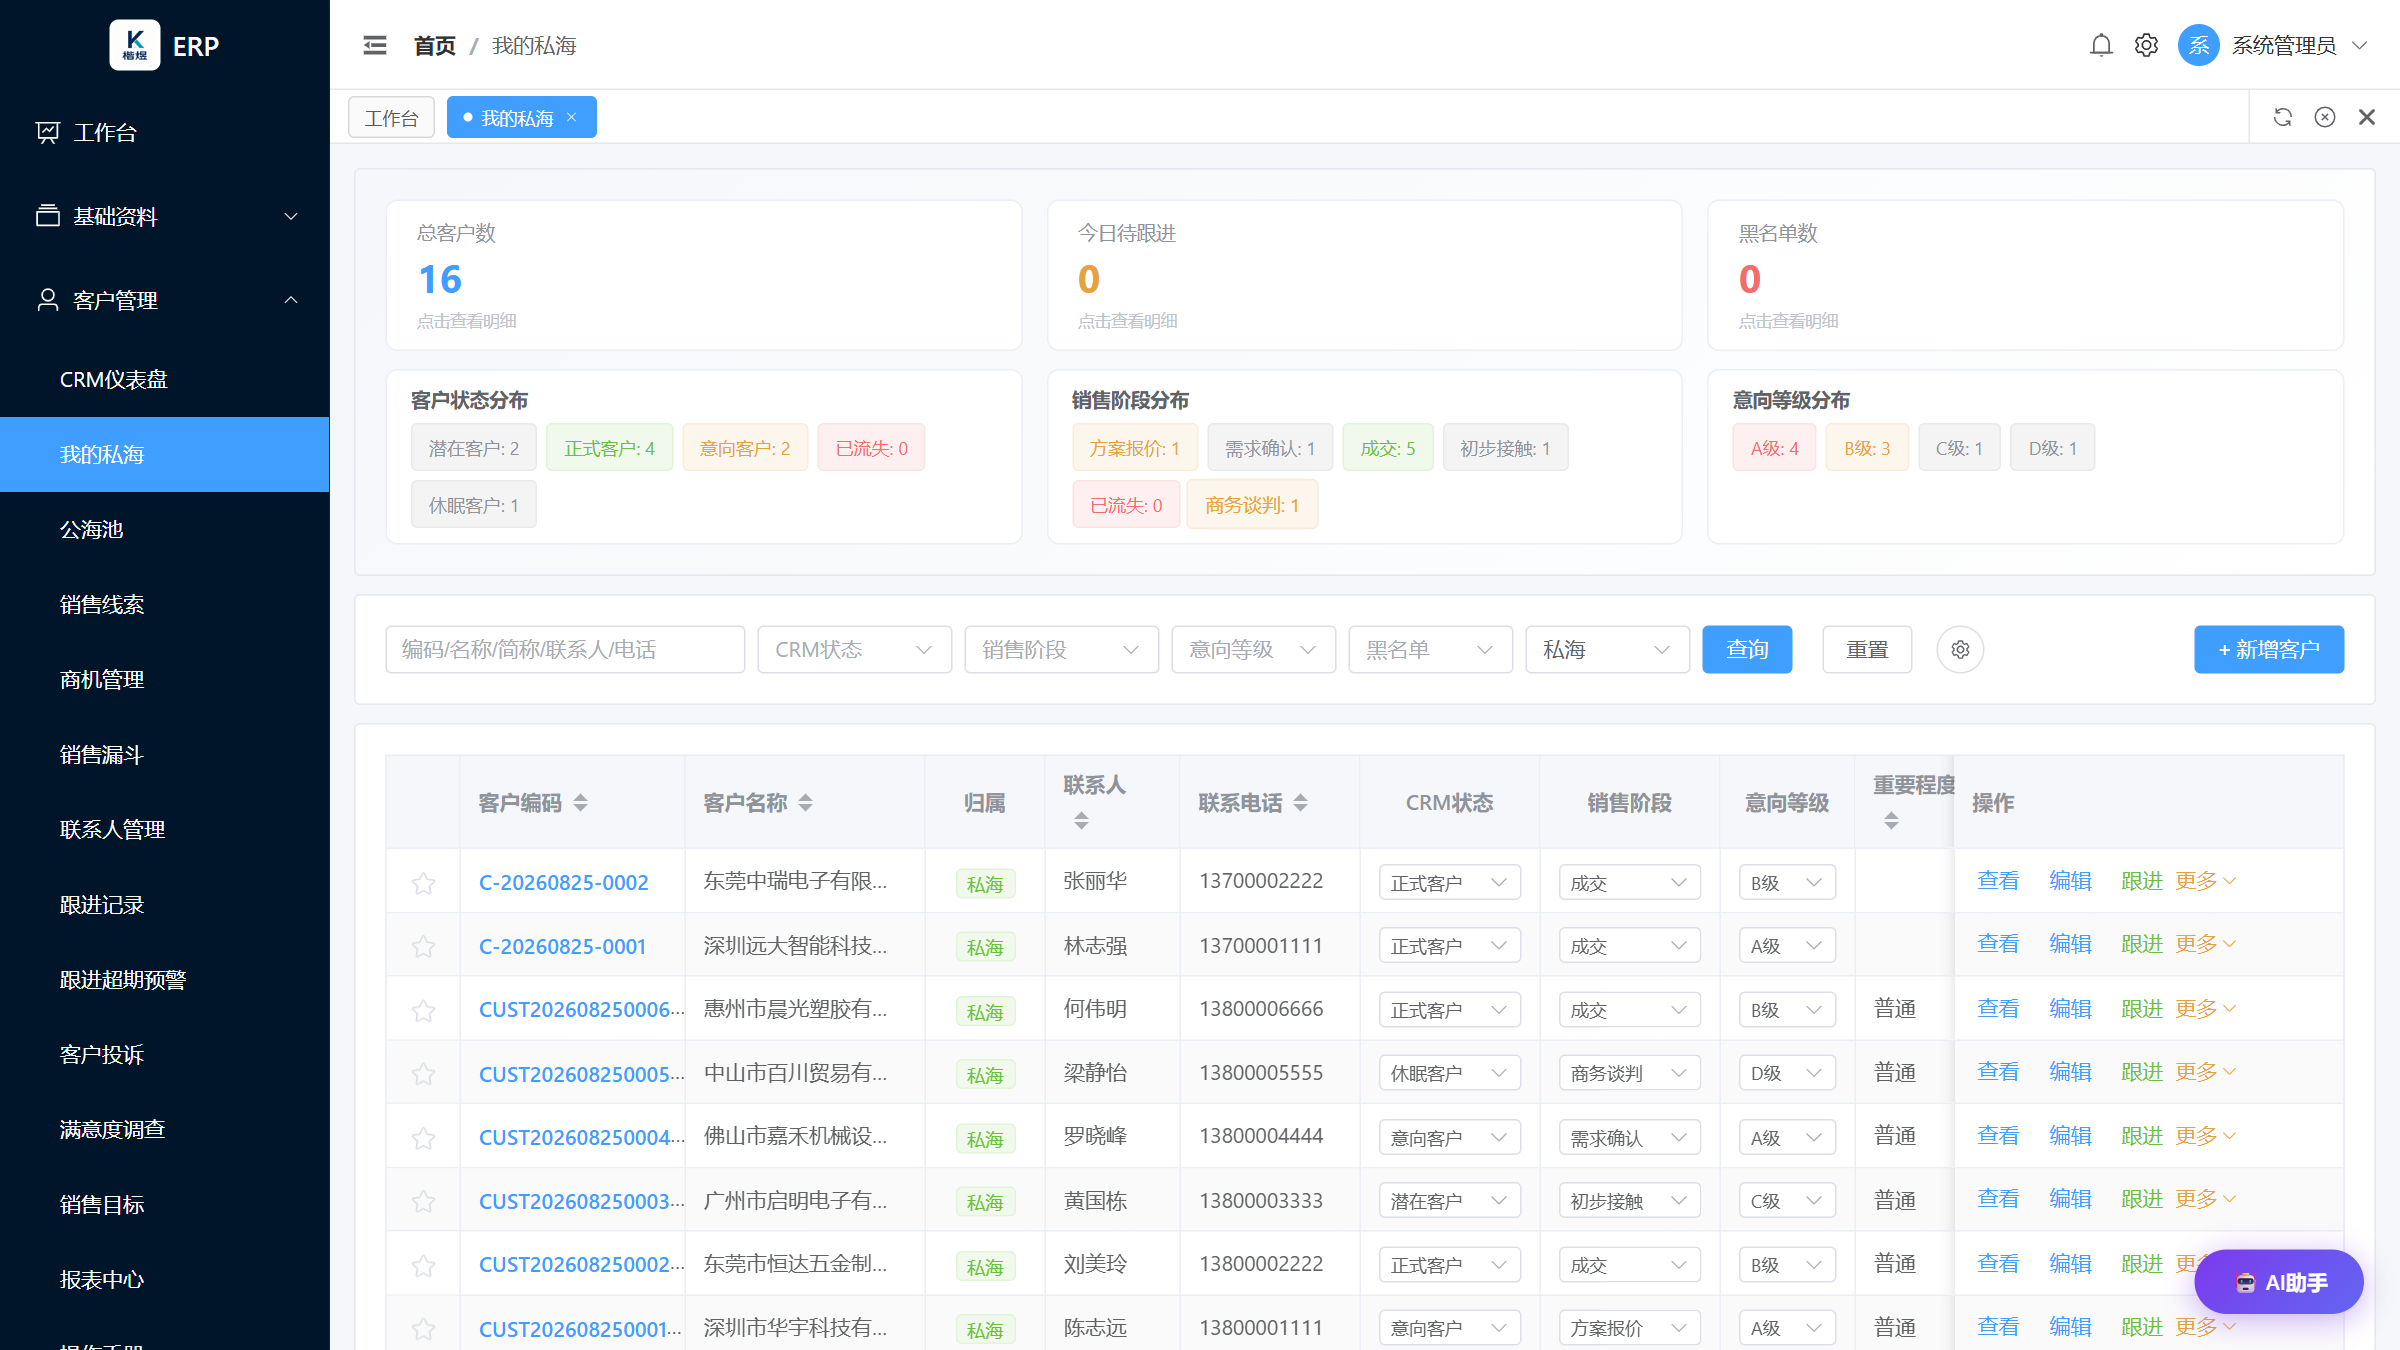 K
楷煜
ERP
工作台
基础资料
客户管理
CRM仪表盘
我的私海
公海池
销售线索
商机管理
销售漏斗
联系人管理
跟进记录
跟进超期预警
客户投诉
满意度调查
销售目标
报表中心
首页 / 我的私海
系 系统管理员
工作台
我的私海
总客户数
16
点击查看明细
今日待跟进
0
点击查看明细
黑名单数
0
点击查看明细
客户状态分布
潜在客户: 2 正式客户: 4 意向客户: 2 已流失: 0
休眠客户: 1
销售阶段分布
方案报价: 1 需求确认: 1 成交: 5 初步接触: 1
已流失: 0 商务谈判: 1
意向等级分布
A级: 4 B级: 3 C级: 1 D级: 1
编码/名称/简称/联系人/电话 CRM状态 销售阶段 意向等级 黑名单 私海 查询 重置 + 新增客户
客户编码 客户名称 归属 联系人 联系电话 CRM状态 销售阶段 意向等级 重要程度 操作
C-20260825-0002 东莞中瑞电子有限... 私海 张丽华 13700002222 正式客户 成交 B级 查看 编辑 跟进 更多
C-20260825-0001 深圳远大智能科技... 私海 林志强 13700001111 正式客户 成交 A级 查看 编辑 跟进 更多
CUST202608250006... 惠州市晨光塑胶有... 私海 何伟明 13800006666 正式客户 成交 B级 普通 查看 编辑 跟进 更多
CUST202608250005... 中山市百川贸易有... 私海 梁静怡 13800005555 休眠客户 商务谈判 D级 普通 查看 编辑 跟进 更多
CUST202608250004... 佛山市嘉禾机械设... 私海 罗晓峰 13800004444 意向客户 需求确认 A级 普通 查看 编辑 跟进 更多
CUST202608250003... 广州市启明电子有... 私海 黄国栋 13800003333 潜在客户 初步接触 C级 普通 查看 编辑 跟进 更多
CUST202608250002... 东莞市恒达五金制... 私海 刘美玲 13800002222 正式客户 成交 B级 普通 查看 编辑 跟进 更
CUST202608250001... 深圳市华宇科技有... 私海 陈志远 13800001111 意向客户 方案报价 A级 普通 查看 编辑 跟进 更多
AI助手